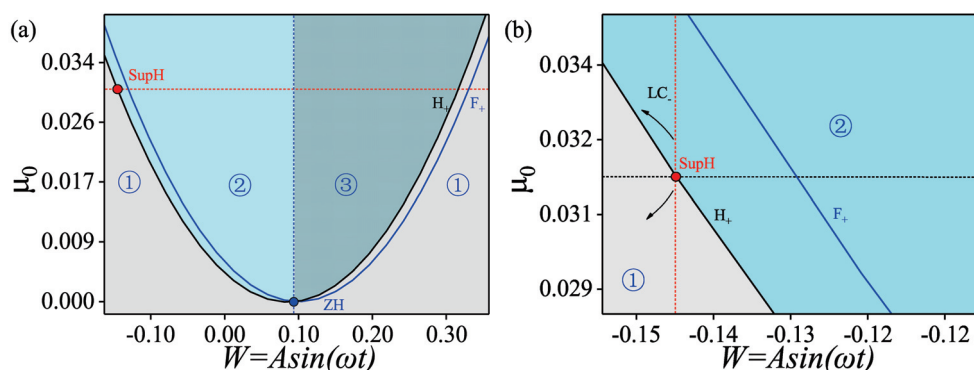 (a)
0.034
0.026
0.017
0.009
0.000
μ0
SupH
H+
F+
①
②
③
①
ZH
-0.10
0.00
0.10
0.20
0.30
W=Asin(ωt)
(b)
0.034
0.032
0.031
0.029
μ0
LC-
②
SupH
H+
F+
①
-0.15
-0.14
-0.13
-0.12
-0.12
W=Asin(ωt)